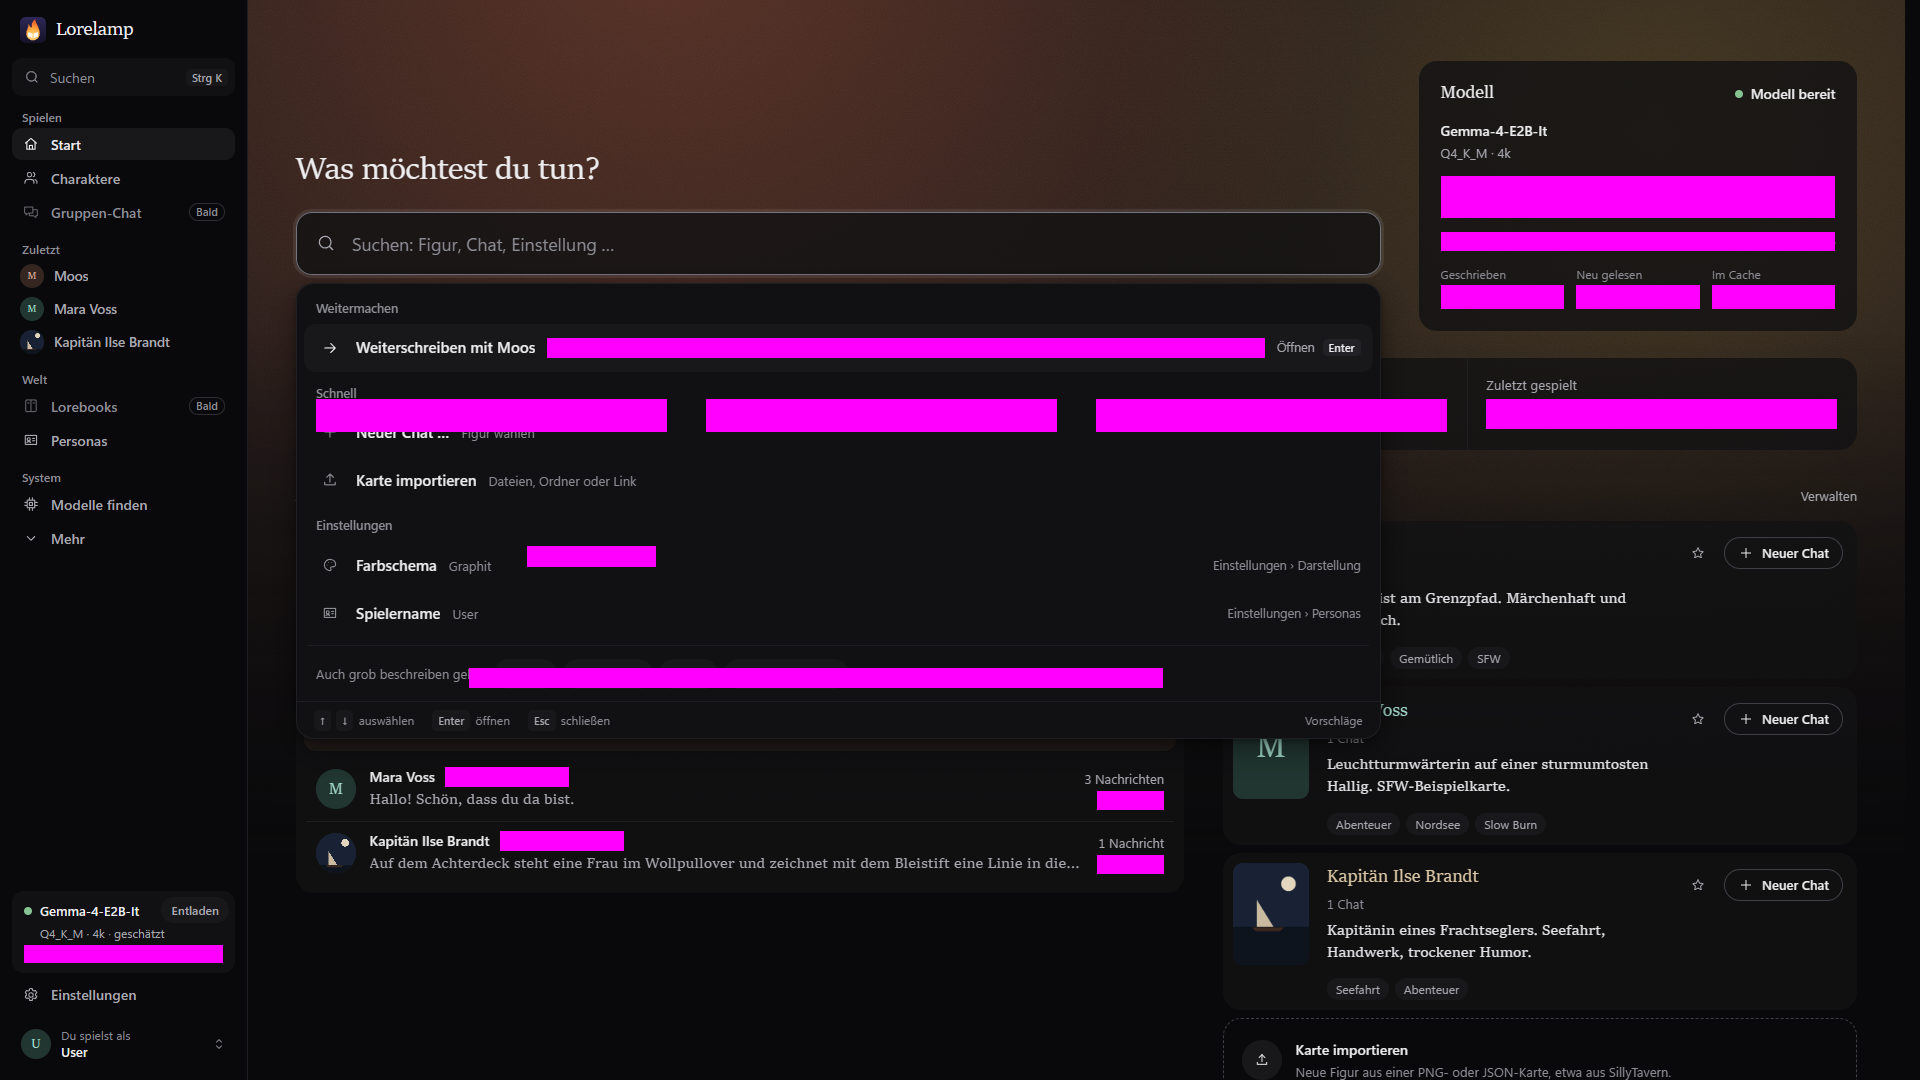 Lorelamp
Suchen
Strg K
Spielen
Start
Charaktere
Gruppen-Chat
Bald
Zuletzt
M
Moos
M
Mara Voss
Kapitän Ilse Brandt
Welt
Lorebooks
Bald
Personas
System
Modelle finden
Mehr
Gemma-4-E2B-It
Entladen
Q4_K_M · 4k · geschätzt
Einstellungen
U
Du spielst als
User
Was möchtest du tun?
Suchen: Figur, Chat, Einstellung ...
Weitermachen
Weiterschreiben mit Moos
Öffnen
Enter
Schnell
Neuer Chat ...
Figur wählen
Karte importieren
Dateien, Ordner oder Link
Einstellungen
Farbschema
Graphit
Einstellungen › Darstellung
Spielername
User
Einstellungen › Personas
Auch grob beschreiben
↑ ↓ auswählen
Enter öffnen
Esc schließen
Vorschläge
M
Mara Voss
Hallo! Schön, dass du da bist.
3 Nachrichten
Kapitän Ilse Brandt
Auf dem Achterdeck steht eine Frau im Wollpullover und zeichnet mit dem Bleistift eine Linie in die...
1 Nachricht
Modell
Modell bereit
Gemma-4-E2B-It
Q4_K_M · 4k
Geschrieben
Neu gelesen
Im Cache
Zuletzt gespielt
Verwalten
Neuer Chat
ist am Grenzpfad. Märchenhaft und
Gemütlich
SFW
M
Voss
Neuer Chat
1 Chat
Leuchtturmwärterin auf einer sturmumtosten
Hallig. SFW-Beispielkarte.
Abenteuer
Nordsee
Slow Burn
Kapitän Ilse Brandt
Neuer Chat
1 Chat
Kapitänin eines Frachtseglers. Seefahrt,
Handwerk, trockener Humor.
Seefahrt
Abenteuer
Karte importieren
Neue Figur aus einer PNG- oder JSON-Karte, etwa aus SillyTavern.